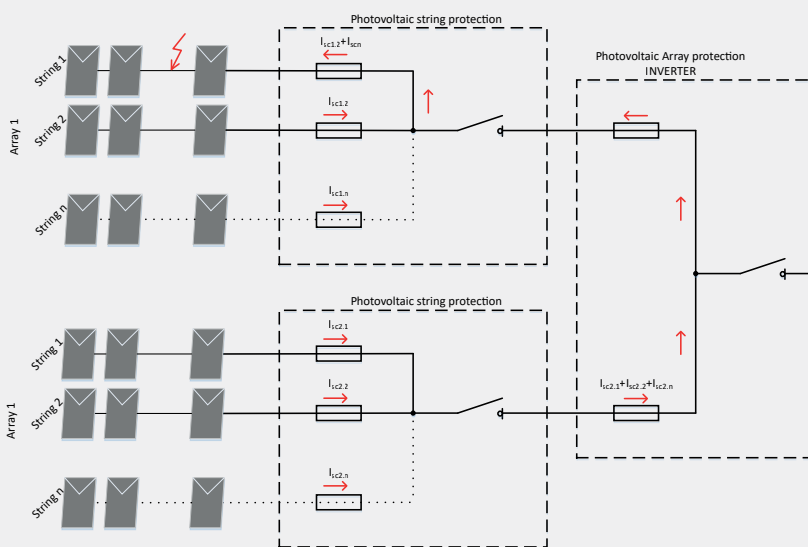 Photovoltaic string protection
Isc1.2+Iscn
String 1
Isc1.2
String 2
Array 1
Isc1.n
String n
Photovoltaic Array protection
INVERTER
Photovoltaic string protection
Isc2.1
String 1
Isc2.2
String 2
Array 1
Isc2.1+Isc2.2+Isc2.n
Isc2.n
String n